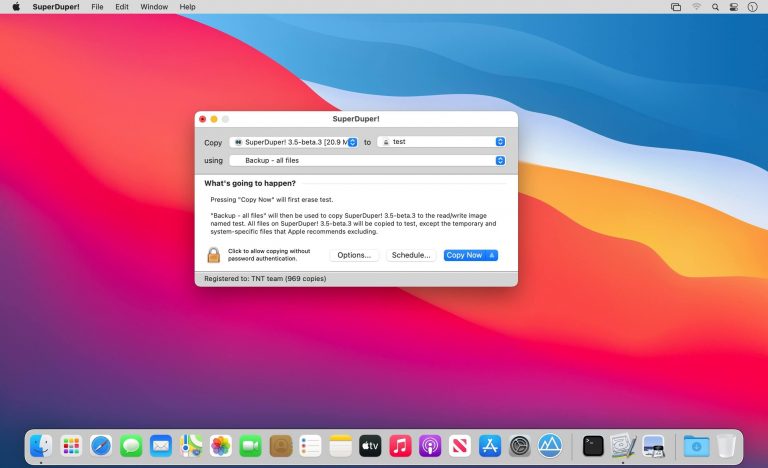 SuperDuper! File Edit Window Help
SuperDuper!
Copy SuperDuper! 3.5-beta.3 [20.9 M to test
using Backup - all files
What's going to happen?
Pressing "Copy Now" will first erase test.
"Backup - all files" will then be used to copy SuperDuper! 3.5-beta.3 to the read/write image
named test. All files on SuperDuper! 3.5-beta.3 will be copied to test, except the temporary and
system-specific files that Apple recommends excluding.
Click to allow copying without
password authentication.
Options... Schedule... Copy Now
Registered to: TNT team (969 copies)
tv